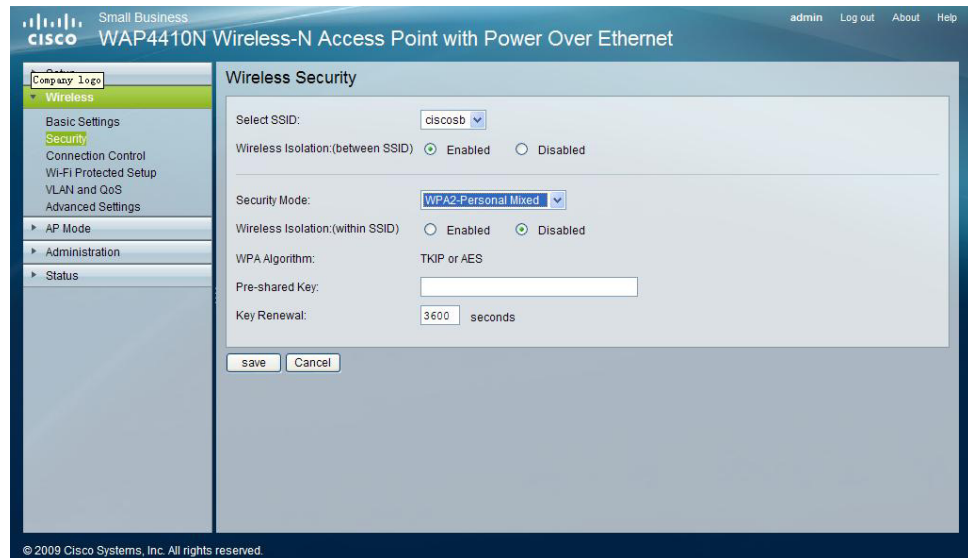 Small Business
cisco WAP4410N Wireless-N Access Point with Power Over Ethernet
admin Log out About Help
Company logo
Wireless
Basic Settings
Security
Connection Control
Wi-Fi Protected Setup
VLAN and QoS
Advanced Settings
AP Mode
Administration
Status
Wireless Security
Select SSID: ciscosb
Wireless Isolation:(between SSID) Enabled Disabled
Security Mode: WPA2-Personal Mixed
Wireless Isolation:(within SSID) Enabled Disabled
WPA Algorithm: TKIP or AES
Pre-shared Key:
Key Renewal: 3600 seconds
save Cancel
© 2009 Cisco Systems, Inc. All rights reserved.